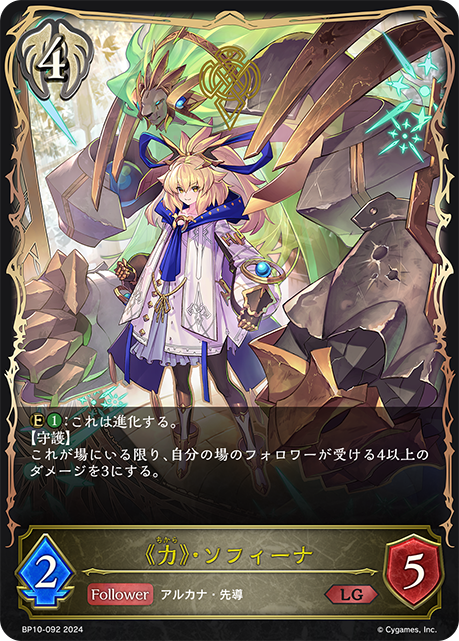 4
E 1:これは進化する。
【守護】
これが場にいる限り、自分の場のフォロワーが受ける4以上の
ダメージを3にする。
ちから
《力》・ソフィーナ
2
Follower アルカナ・先導 LG
5
BP10-092 2024
© Cygames, Inc.